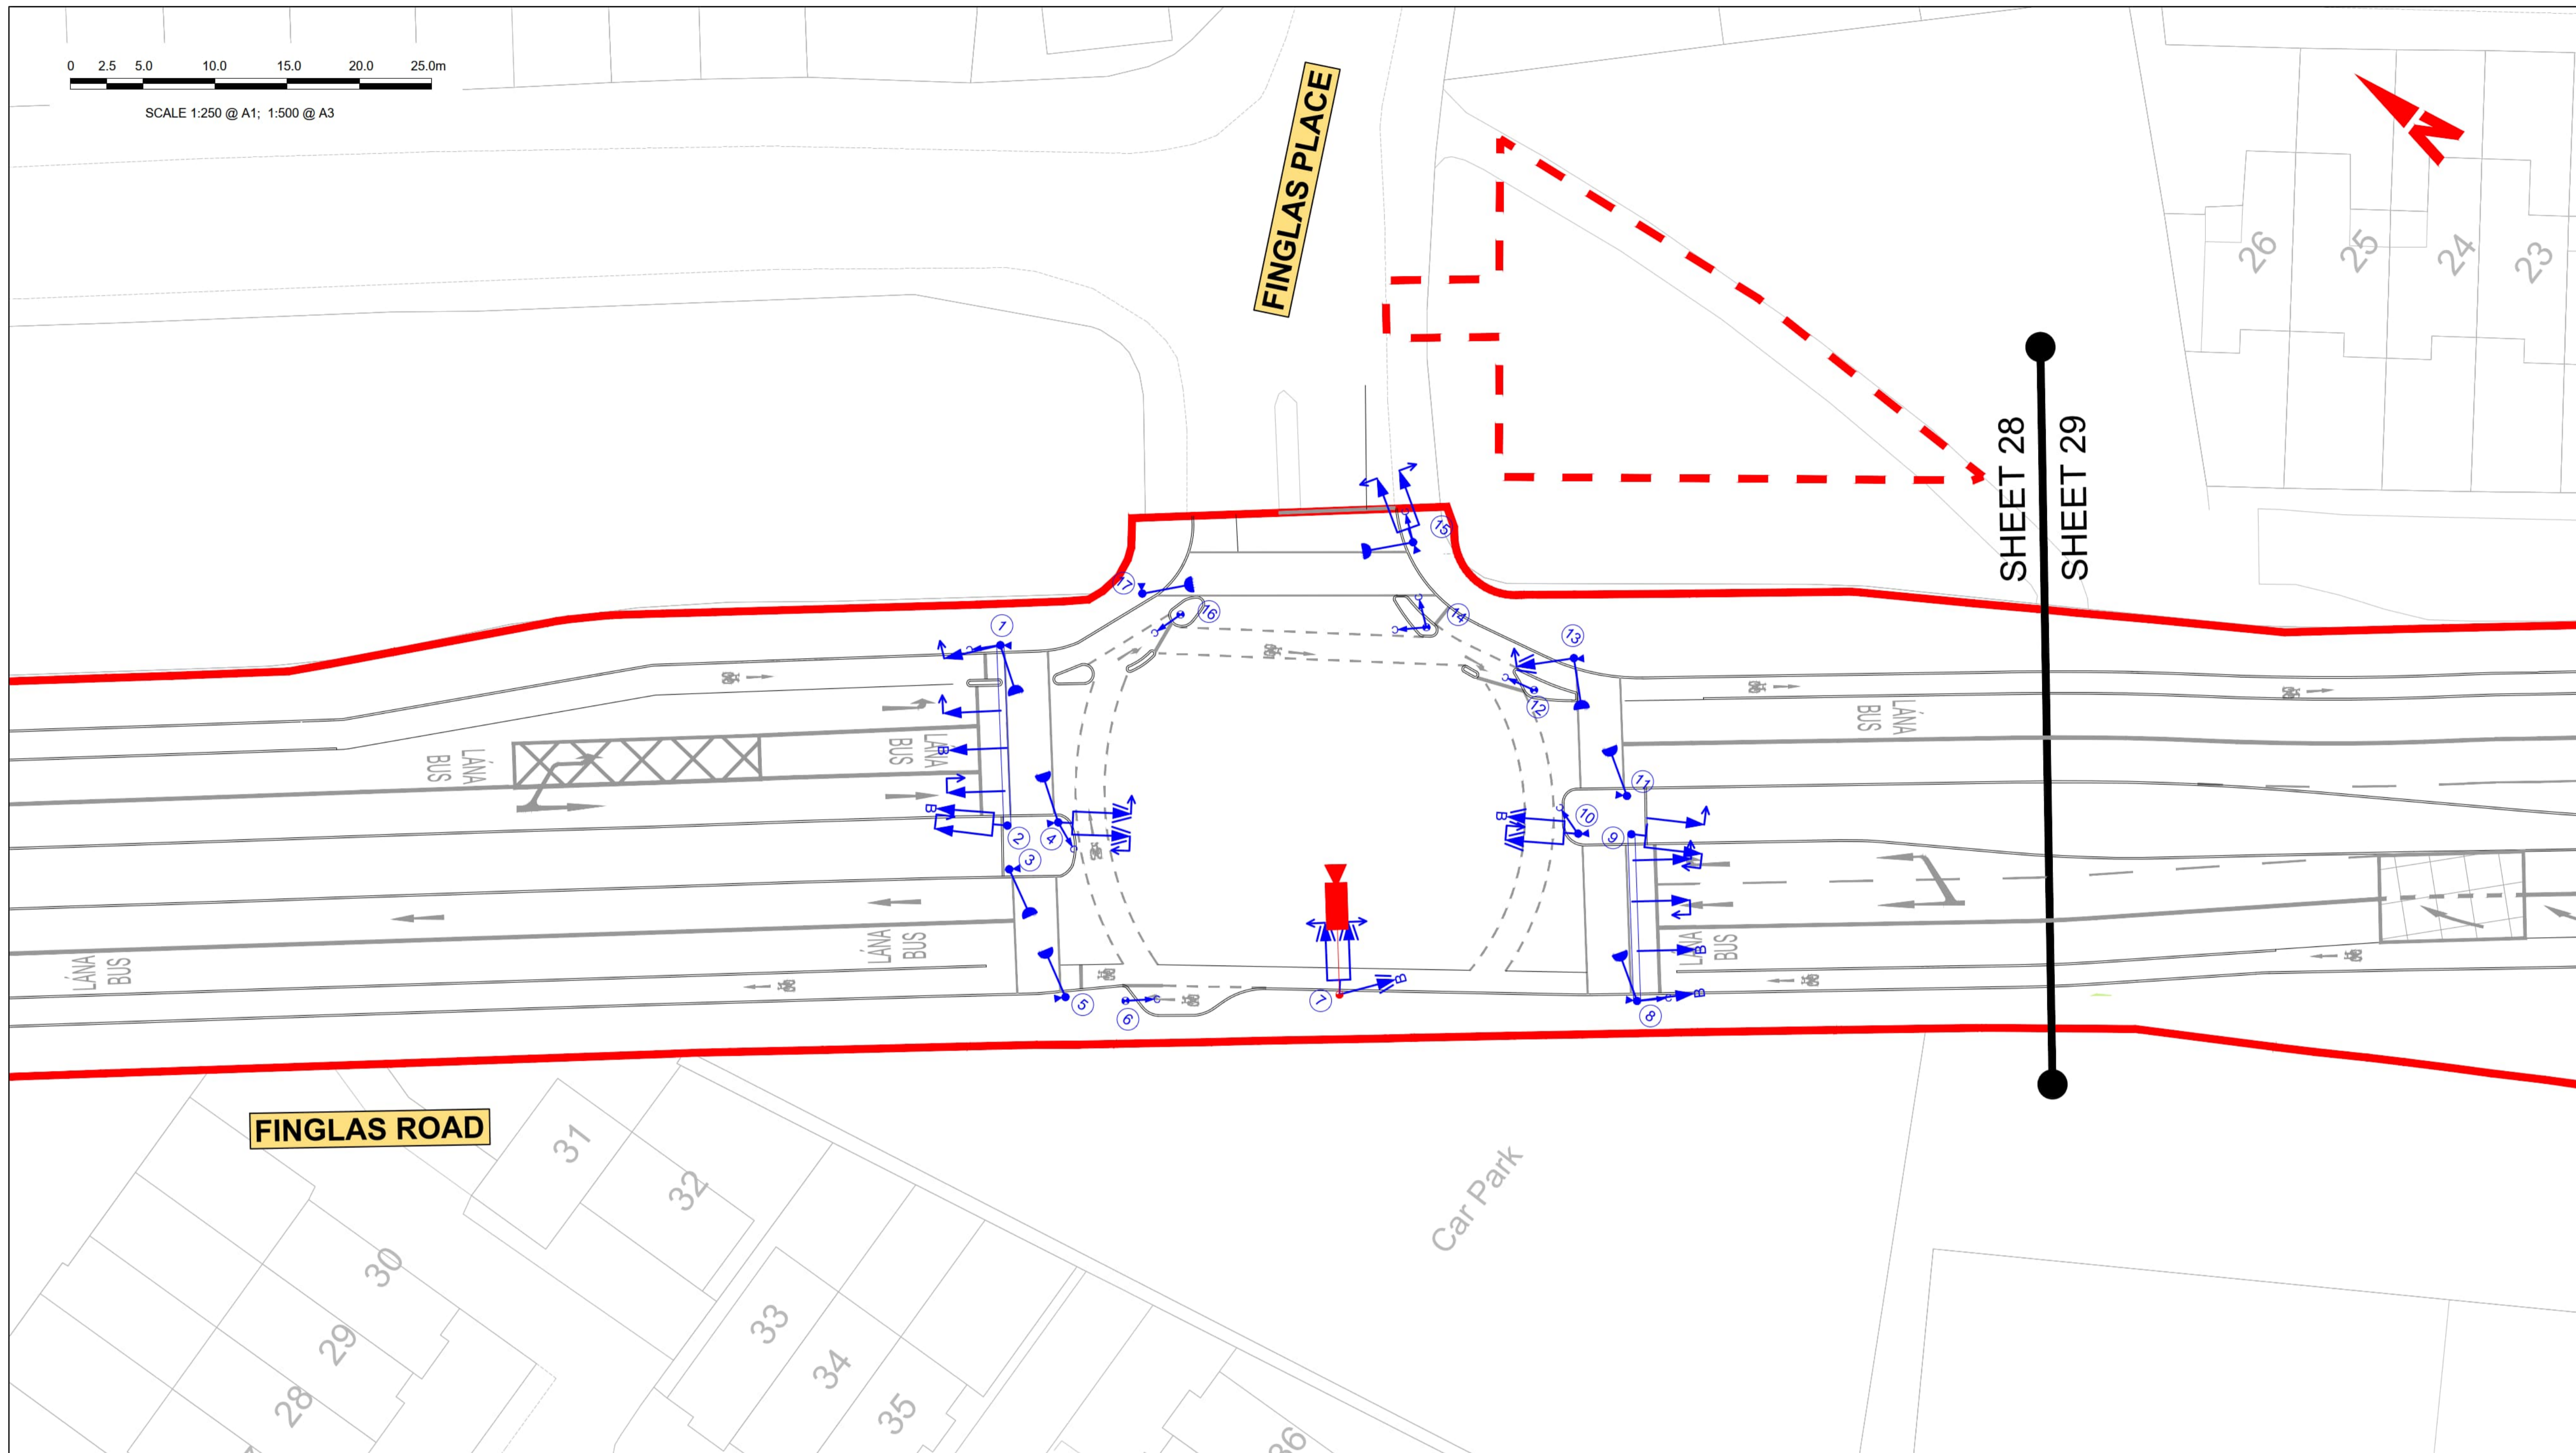 0 2.5 5.0 10.0 15.0 20.0 25.0m
SCALE 1:250 @ A1; 1:500 @ A3
FINGLAS PLACE
N
26
25
24
23
SHEET 28
SHEET 29
15
17
16
14
13
1
12
LÁNA
BUS
LÁNA
BUS
LÁNA
BUS
B
B
11
2
4
10
9
B
3
LÁNA
BUS
LÁNA
BUS
LÁNA
BUS
B
B
B
5
6
7
8
FINGLAS ROAD
31
32
30
29
28
33
34
35
36
Car Park